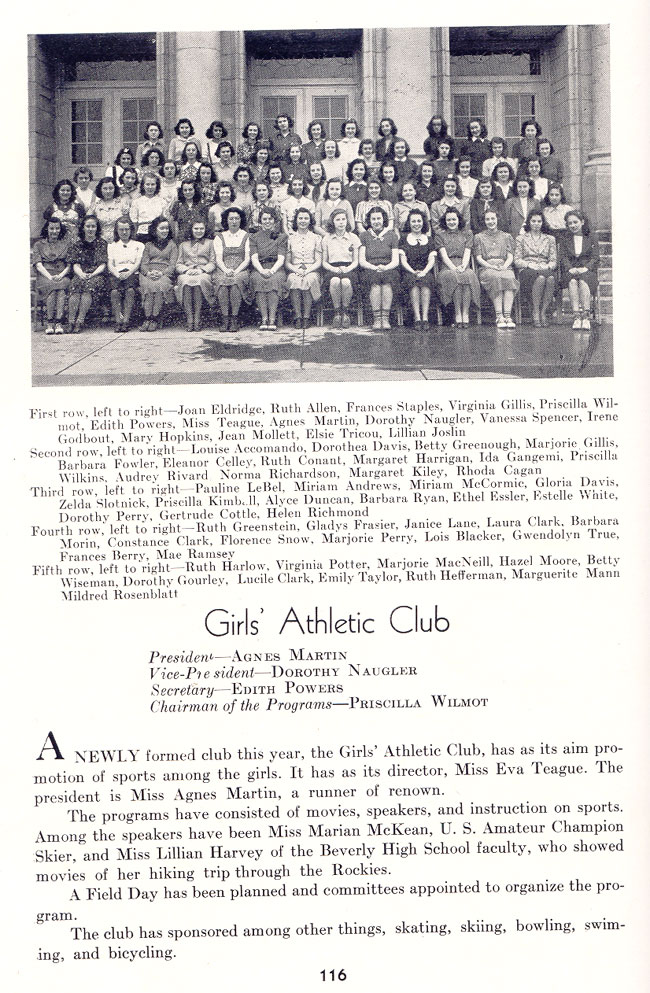 First row, left to right—Joan Eldridge, Ruth Allen, Frances Staples, Virginia Gillis, Priscilla Wil-
mot, Edith Powers, Miss Teague, Agnes Martin, Dorothy Naugler, Vanessa Spencer, Irene
Godbout, Mary Hopkins, Jean Mollett, Elsie Tricou, Lillian Joslin
Second row, left to right—Louise Accomando, Dorothea Davis, Betty Greenough, Marjorie Gillis,
Barbara Fowler, Eleanor Celley, Ruth Conant, Margaret Harrigan, Ida Gangemi, Priscilla
Wilkins, Audrey Rivard Norma Richardson, Margaret Kiley, Rhoda Cagan
Third row, left to right—Pauline LeBel, Miriam Andrews, Miriam McCormic, Gloria Davis,
Zelda Slotnick, Priscilla Kimball, Alyce Duncan, Barbara Ryan, Ethel Essler, Estelle White,
Dorothy Perry, Gertrude Cottle, Helen Richmond
Fourth row, left to right—Ruth Greenstein, Gladys Frasier, Janice Lane, Laura Clark, Barbara
Morin, Constance Clark, Florence Snow, Marjorie Perry, Lois Blacker, Gwendolyn True,
Frances Berry, Mae Ramsey
Fifth row, left to right—Ruth Harlow, Virginia Potter, Marjorie MacNeill, Hazel Moore, Betty
Wiseman, Dorothy Gourley, Lucile Clark, Emily Taylor, Ruth Hefferman, Marguerite Mann
Mildred Rosenblatt
Girls' Athletic Club
President—Agnes Martin
Vice-President—Dorothy Naugler
Secretary—Edith Powers
Chairman of the Programs—Priscilla Wilmot
A NEWLY formed club this year, the Girls' Athletic Club, has as its aim pro-
motion of sports among the girls. It has as its director, Miss Eva Teague. The
president is Miss Agnes Martin, a runner of renown.
The programs have consisted of movies, speakers, and instruction on sports.
Among the speakers have been Miss Marian McKean, U. S. Amateur Champion
Skier, and Miss Lillian Harvey of the Beverly High School faculty, who showed
movies of her hiking trip through the Rockies.
A Field Day has been planned and committees appointed to organize the pro-
gram.
The club has sponsored among other things, skating, skiing, bowling, swim-
ing, and bicycling.
116